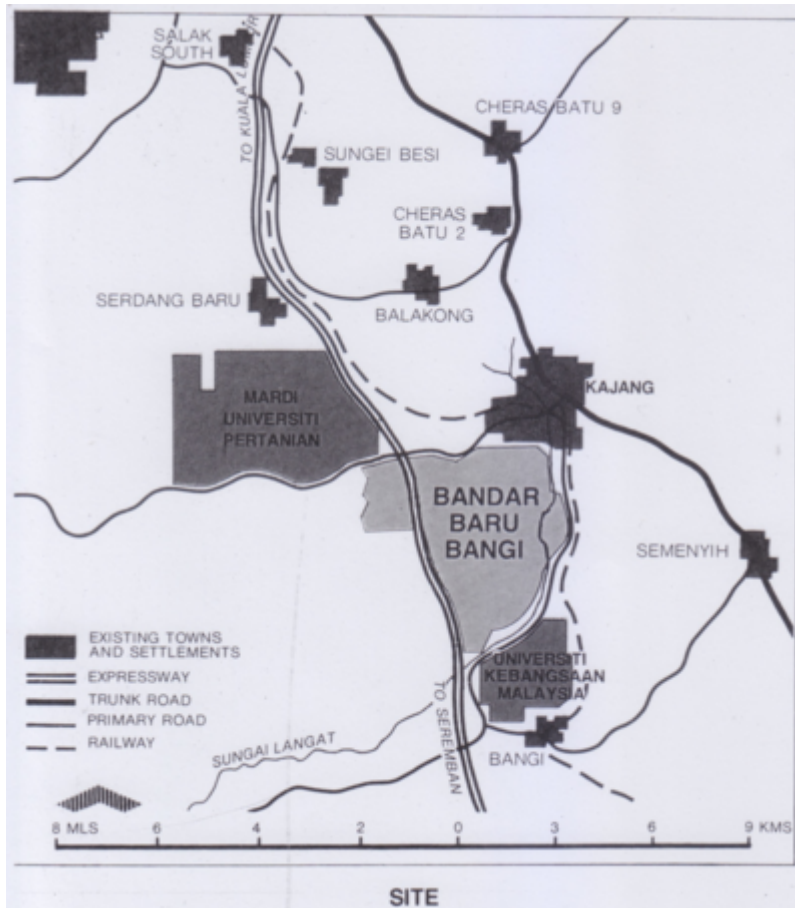 SALAK
SOUTH
TO KUALA LUMPUR
CHERAS BATU 9
SUNGEI BESI
CHERAS
BATU 2
SERDANG BARU
BALAKONG
MARDI
UNIVERSITI
PERTANIAN
KAJANG
BANDAR
BARU
BANGI
SEMENYIH
EXISTING TOWNS
AND SETTLEMENTS
EXPRESSWAY
TRUNK ROAD
PRIMARY ROAD
RAILWAY
UNIVERSITI
KEBANGSAAN
MALAYSIA
TO SEREMBAN
SUNGAI LANGAT
BANGI
8 MLS 6 4 2 0 3 6 9 KMS
SITE